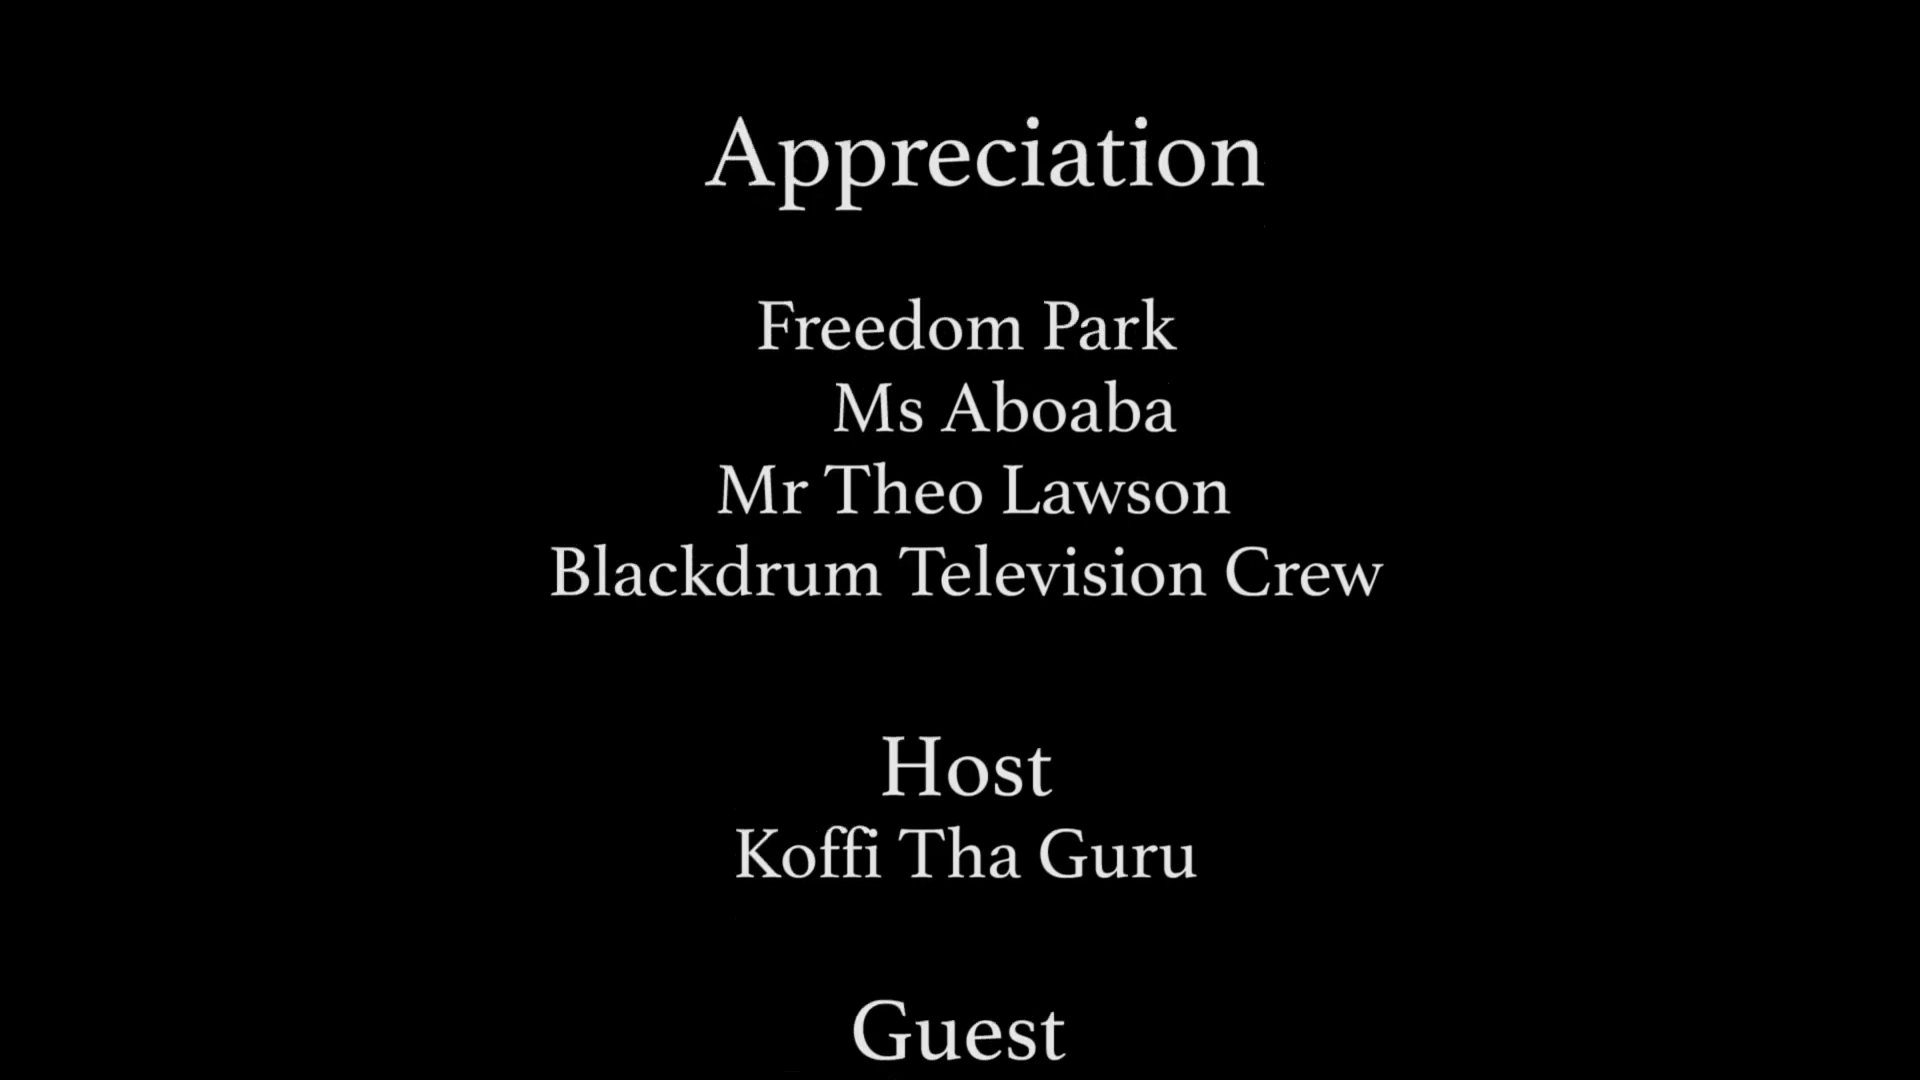 Appreciation
Freedom Park
Ms Aboaba
Mr Theo Lawson
Blackdrum Television Crew
Host
Koffi Tha Guru
Guest